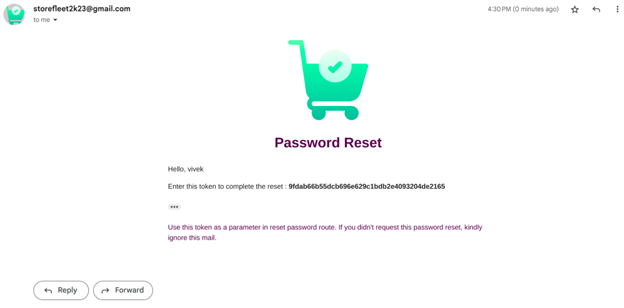 storefleet2k23@gmail.com
4:30 PM (0 minutes ago)
to me
Password Reset
Hello, vivek
Enter this token to complete the reset : 9fdab66b55dcb696e629c1bdb2e4093204de2165
Use this token as a parameter in reset password route. If you didn't request this password reset, kindly
ignore this mail.
Reply
Forward